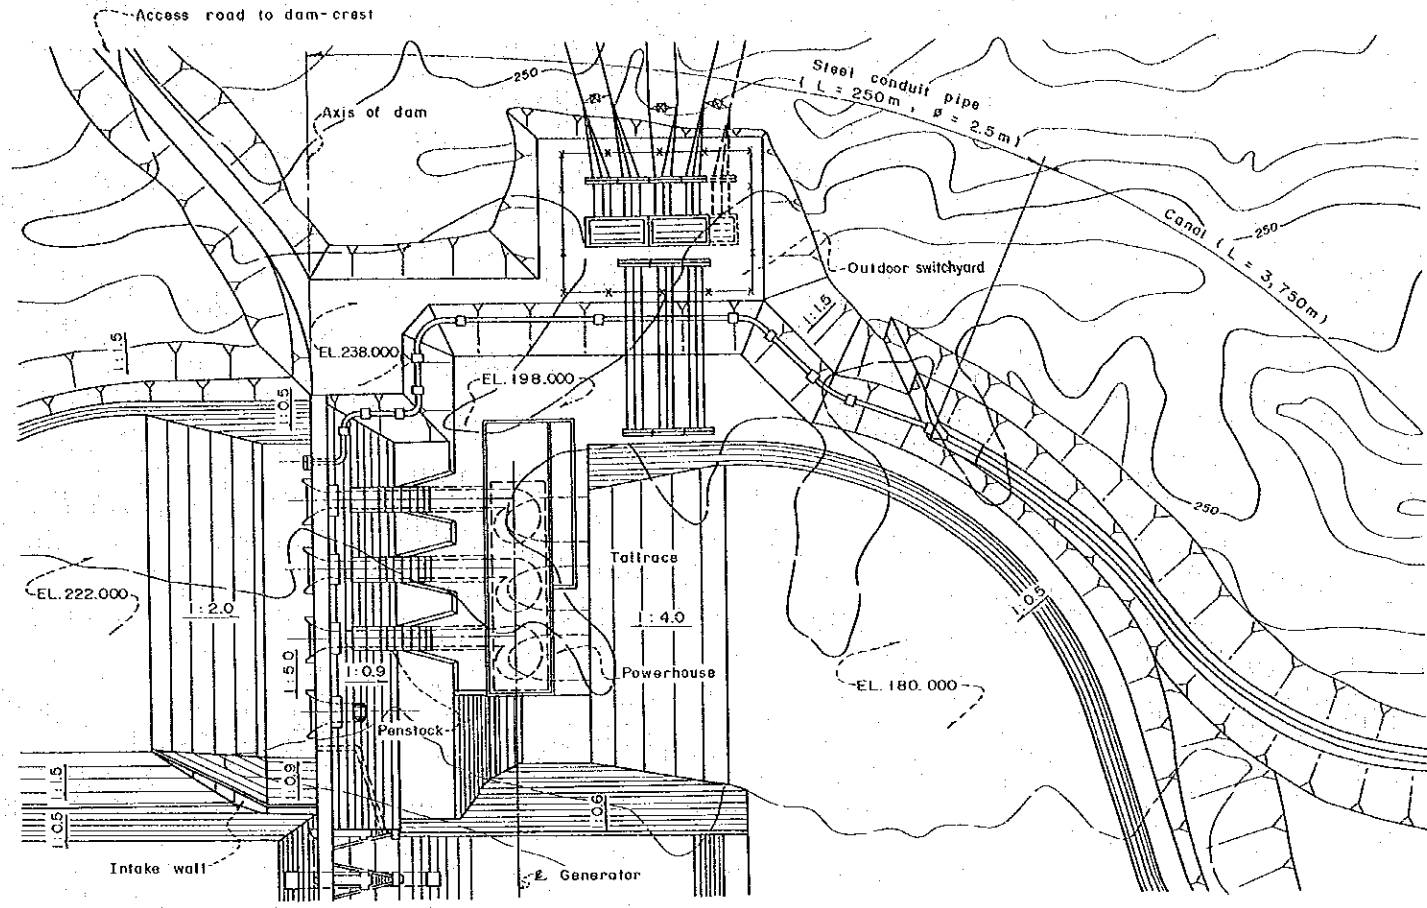 Access road to dam-crest
250
Steel conduit pipe
( L = 250m, ø = 2.5m )
Axis of dam
Canal ( L = 3,750m )
250
Outdoor switchyard
1:1.5
1:1.5
EL.238.000
EL.198.000
1:0.5
250
Tailrace
EL.222.000
1:2.0
1:4.0
1:0.5
1:5.0
1:0.9
Powerhouse
EL.180.000
Penstock
1:1.5
1:0.9
1:0.5
1:0.6
Intake wall
℄ Generator